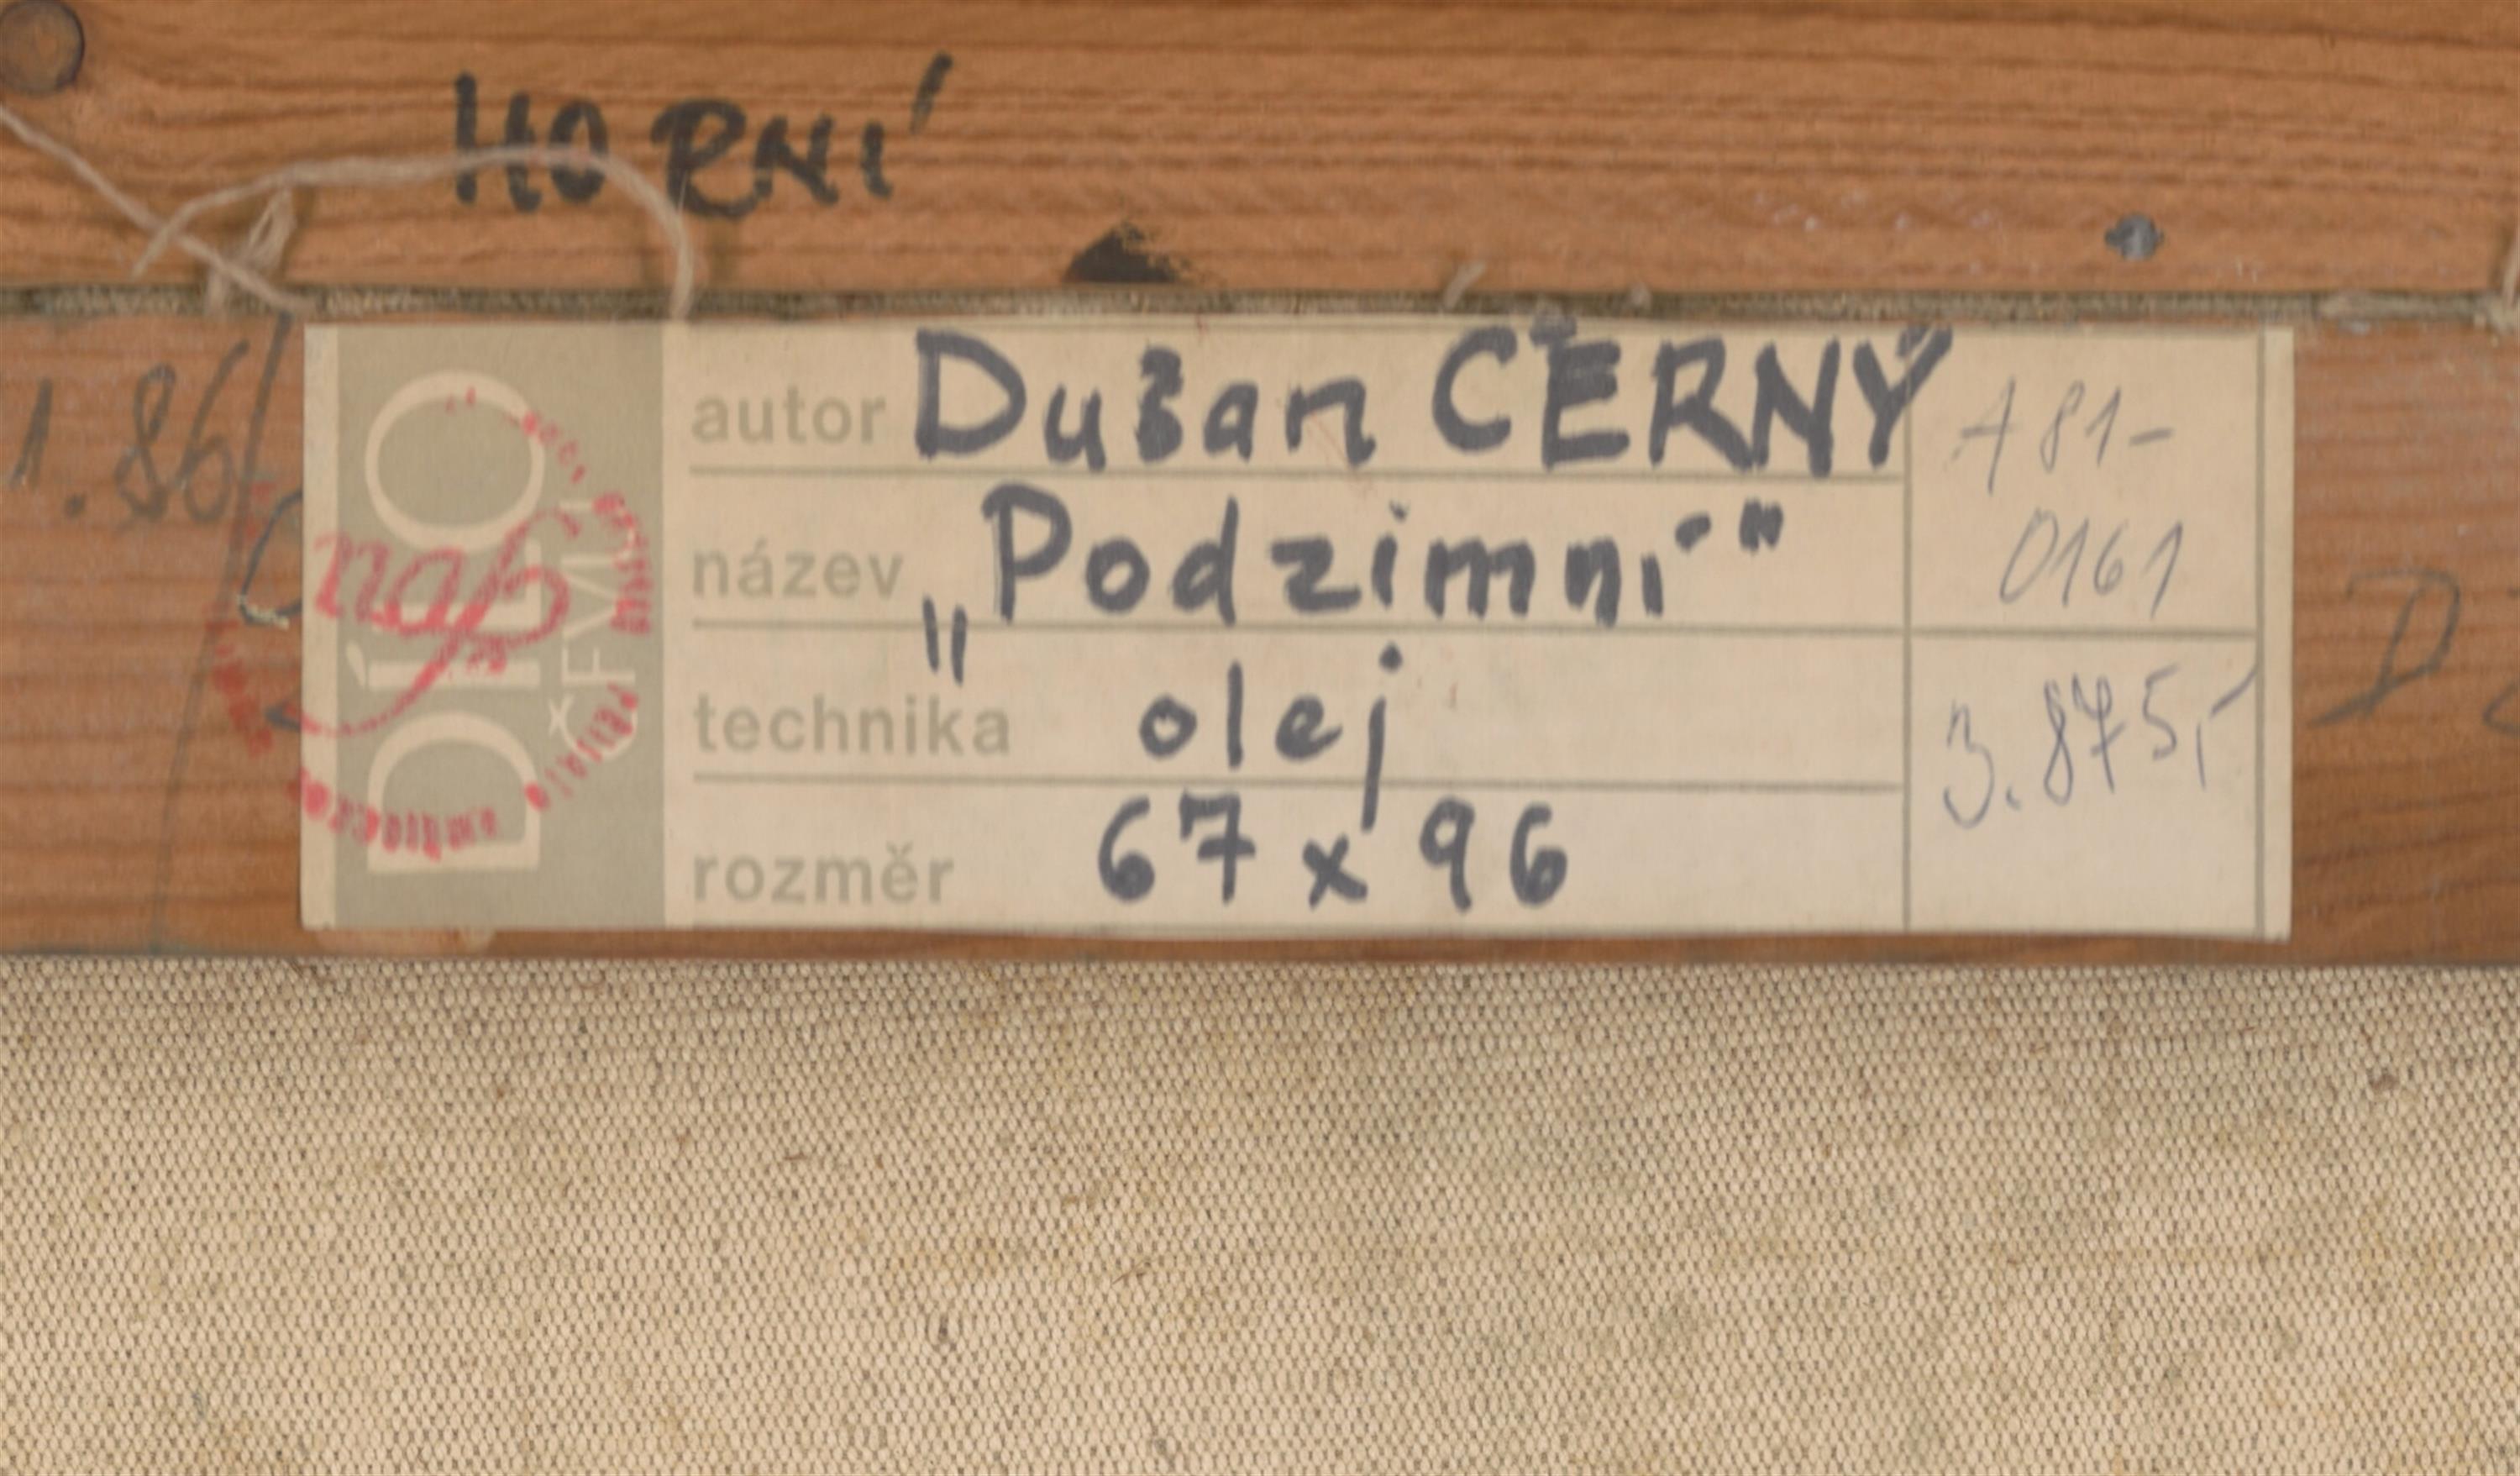 HORNÍ
1.86
DÍLO
ČFVU
autor Dušan ČERNÝ
A81-
0161
název „Podzimní“
technika olej
3.875,-
rozměr 67 x 96
D